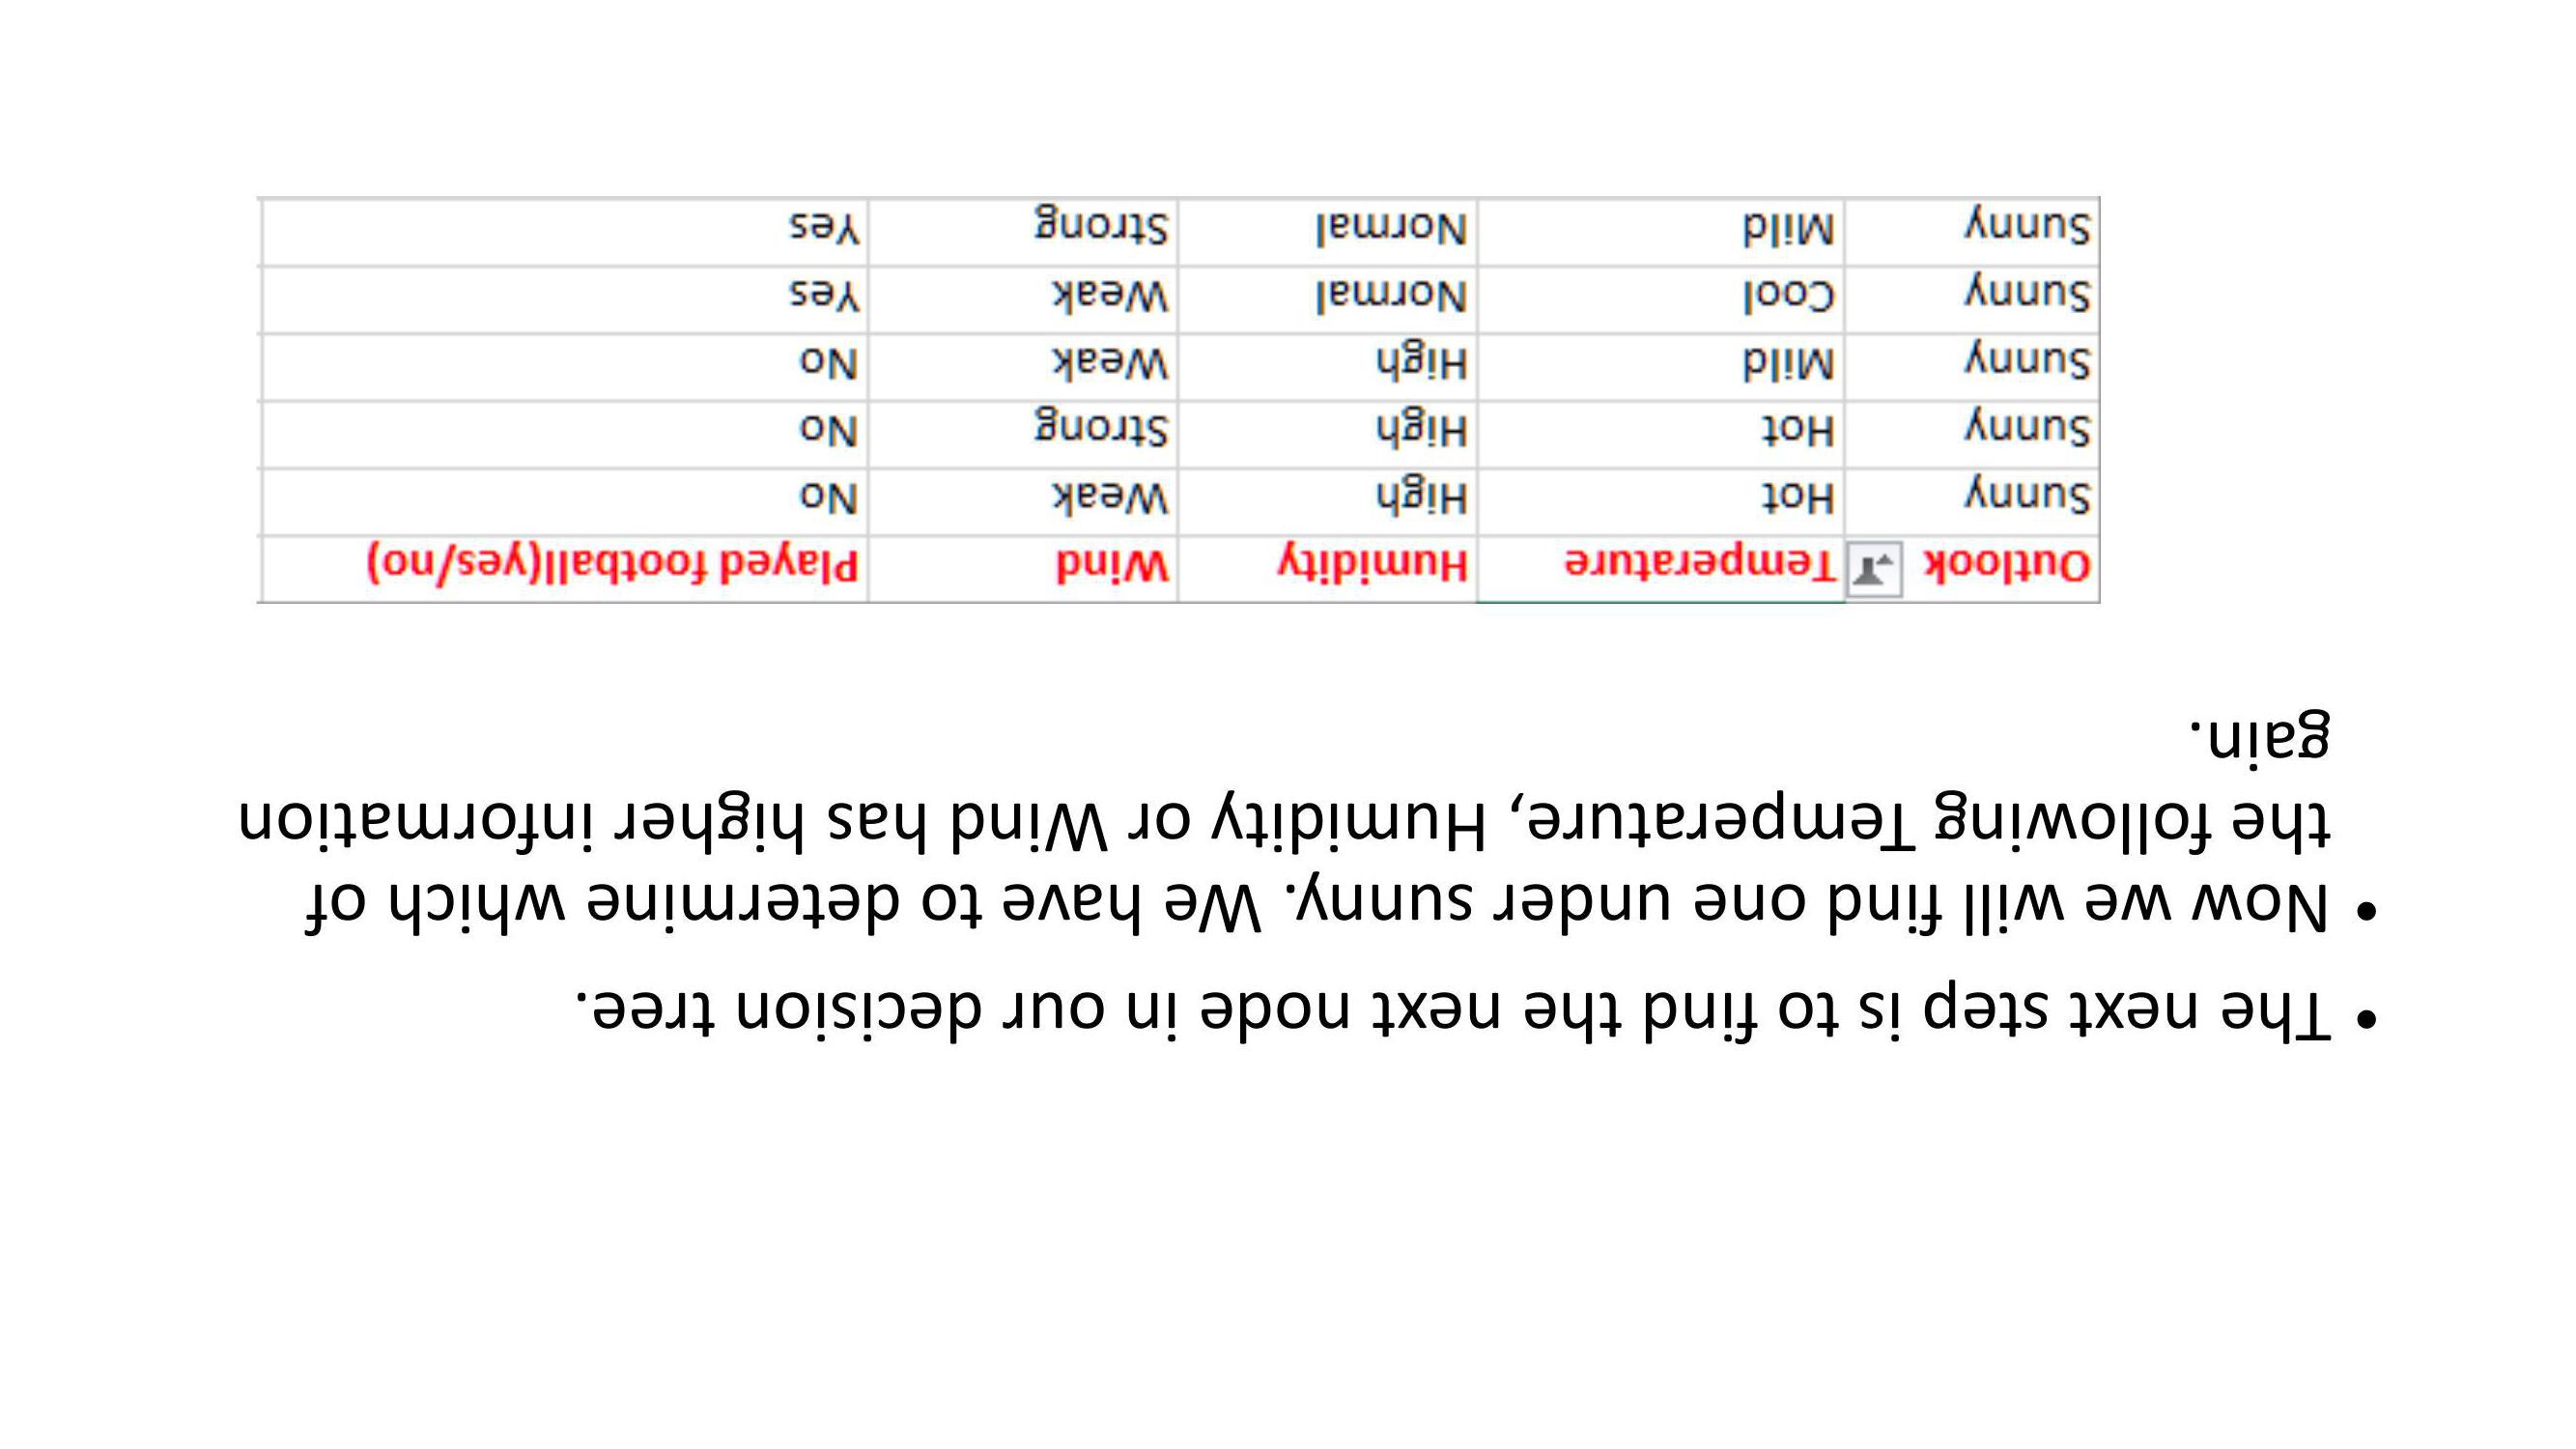 • The next step is to find the next node in our decision tree.
• Now we will find one under sunny. We have to determine which of
the following Temperature, Humidity or Wind has higher information
gain.
Outlook Temperature Humidity Wind Played football(yes/no)
Sunny Hot High Weak No
Sunny Hot High Strong No
Sunny Mild High Weak No
Sunny Cool Normal Weak Yes
Sunny Mild Normal Strong Yes